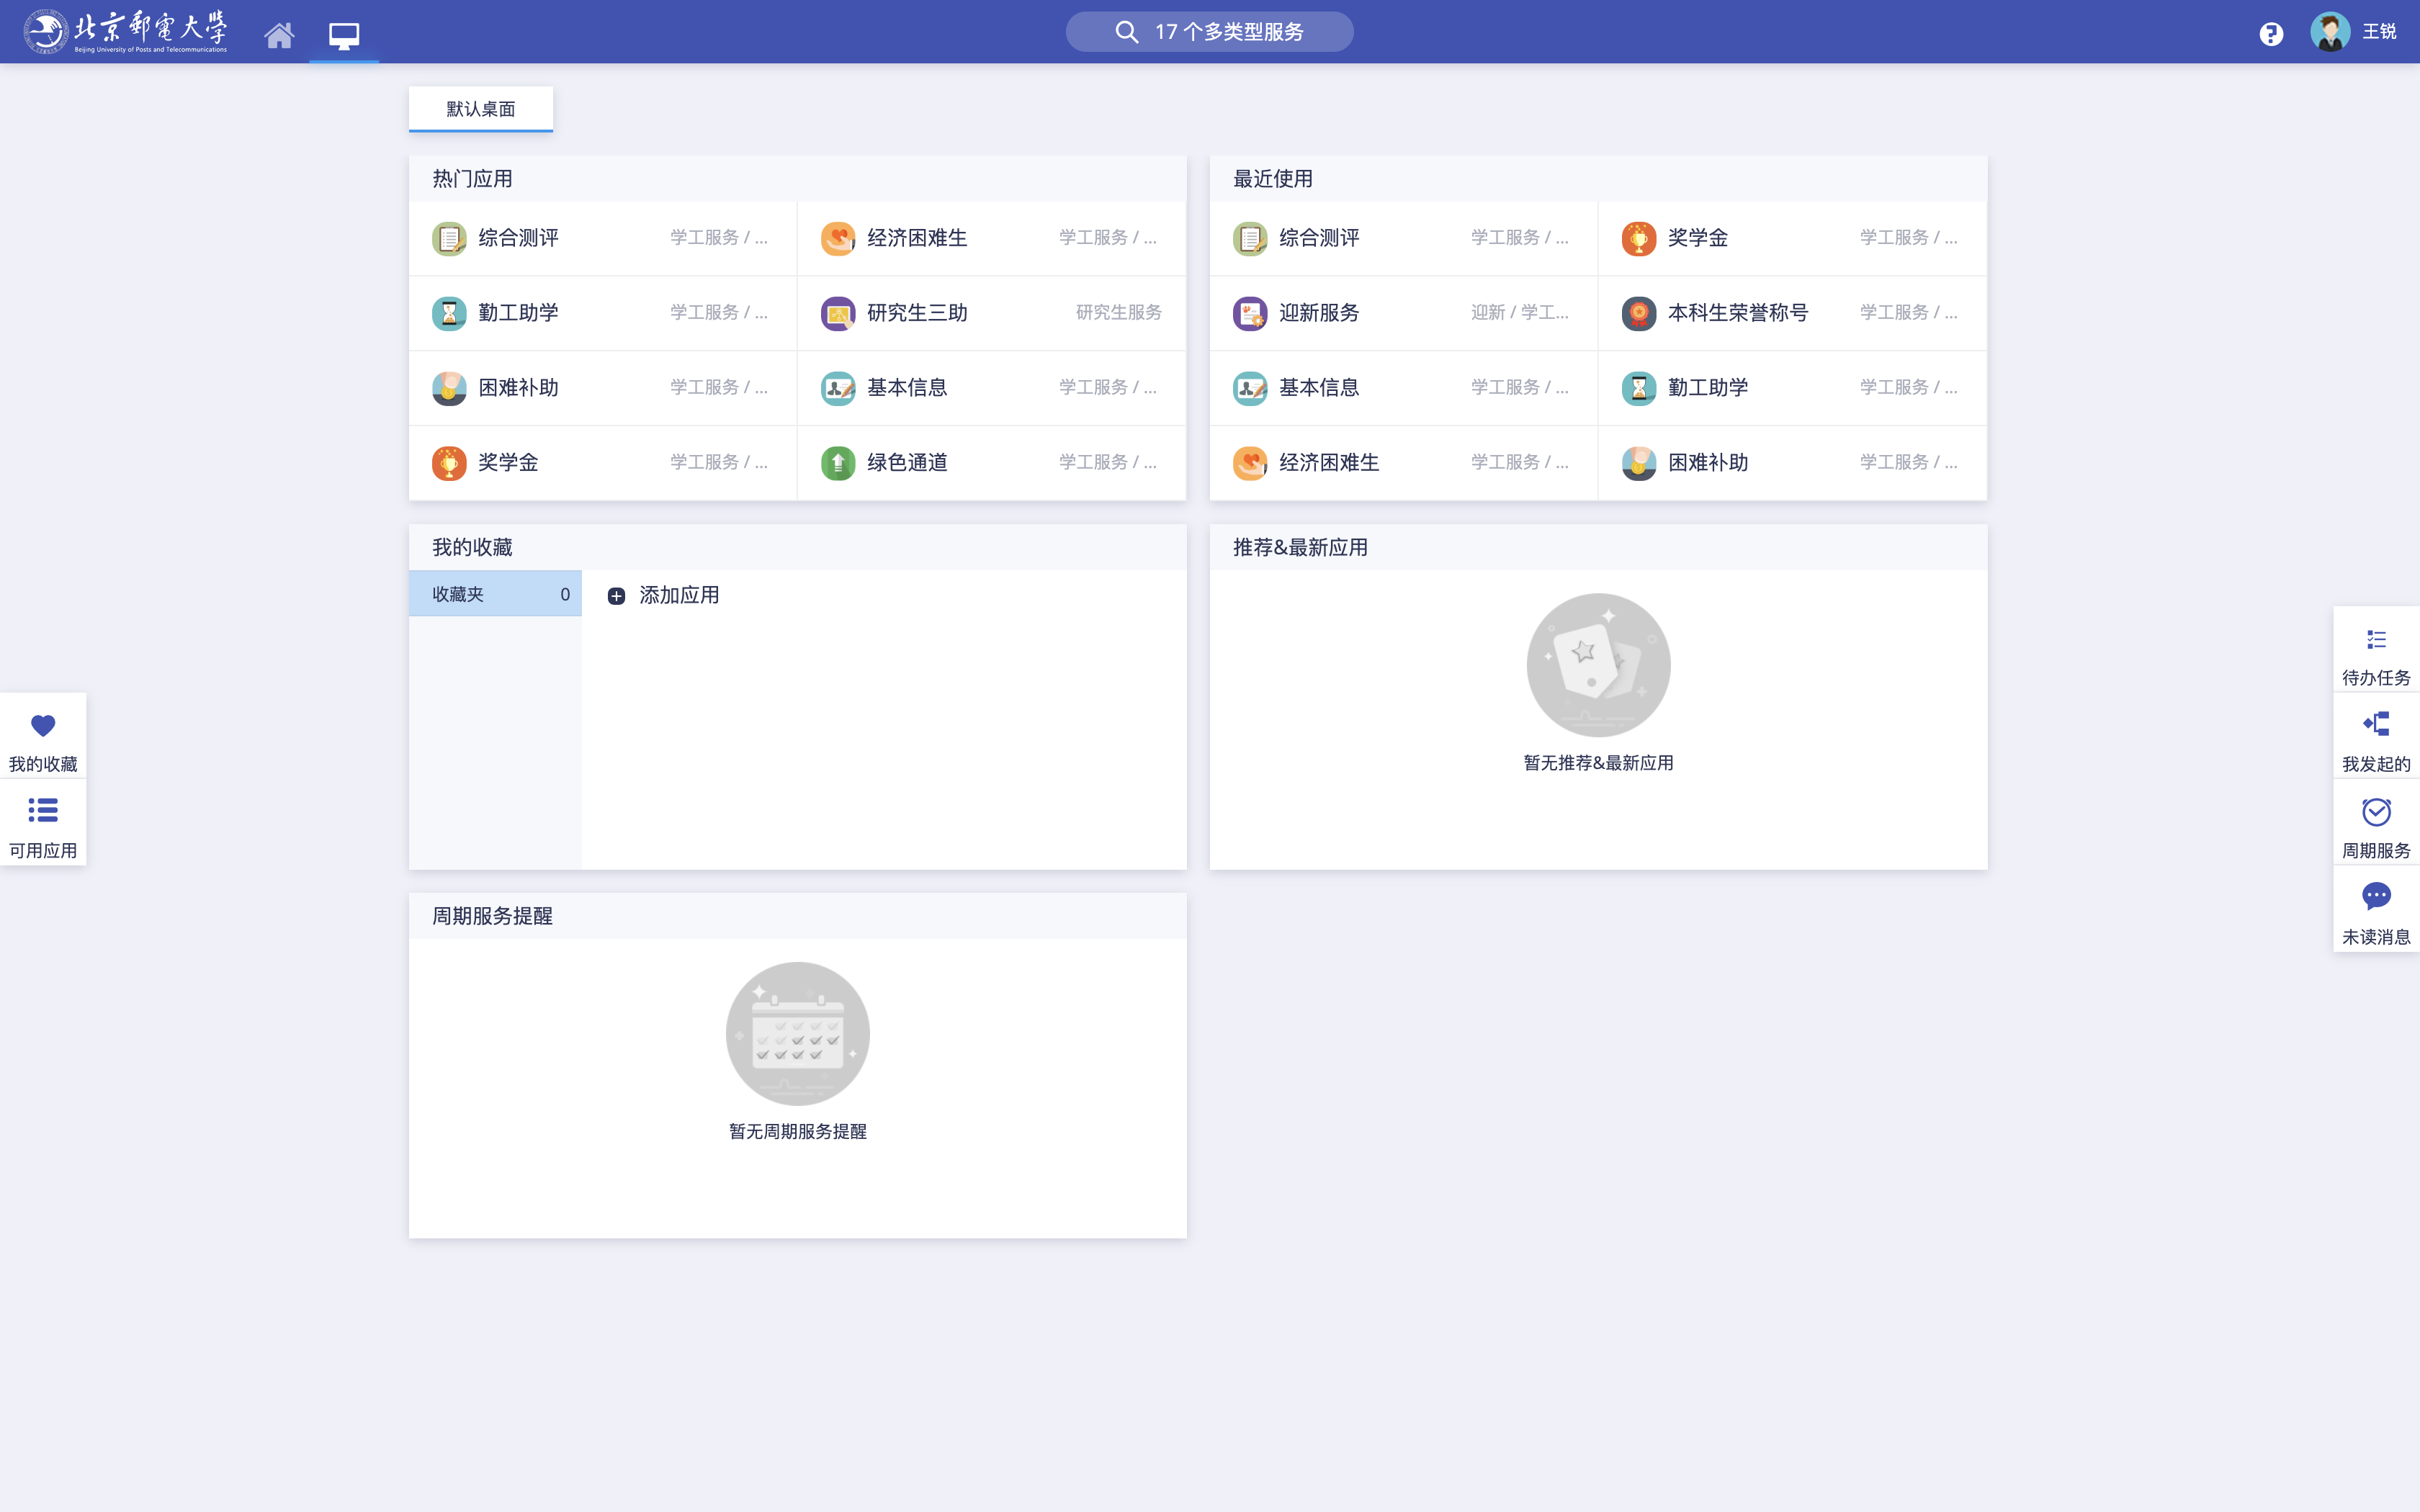 北京郵電大學
Beijing University of Posts and Telecommunications
17 个多类型服务
王锐
默认桌面
热门应用
综合测评 学工服务 / ...
经济困难生 学工服务 / ...
勤工助学 学工服务 / ...
研究生三助 研究生服务
困难补助 学工服务 / ...
基本信息 学工服务 / ...
奖学金 学工服务 / ...
绿色通道 学工服务 / ...
最近使用
综合测评 学工服务 / ...
奖学金 学工服务 / ...
迎新服务 迎新 / 学工...
本科生荣誉称号 学工服务 / ...
基本信息 学工服务 / ...
勤工助学 学工服务 / ...
经济困难生 学工服务 / ...
困难补助 学工服务 / ...
我的收藏
收藏夹 0
添加应用
推荐&最新应用
暂无推荐&最新应用
周期服务提醒
暂无周期服务提醒
我的收藏
可用应用
待办任务
我发起的
周期服务
未读消息